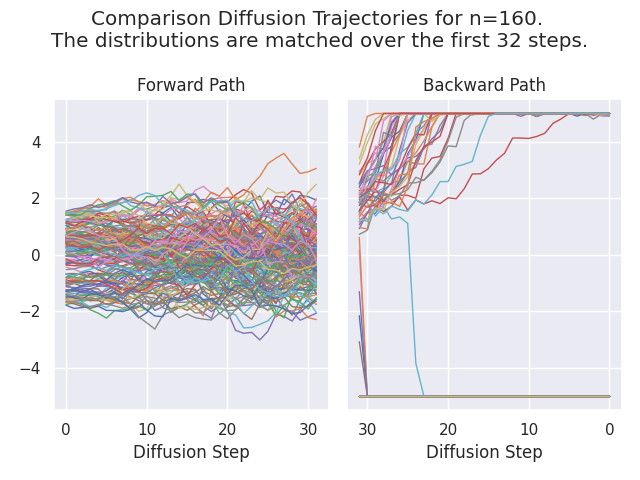 Comparison Diffusion Trajectories for n=160.
The distributions are matched over the first 32 steps.
Forward Path
Backward Path
4
2
0
−2
−4
0 10 20 30
30 20 10 0
Diffusion Step
Diffusion Step